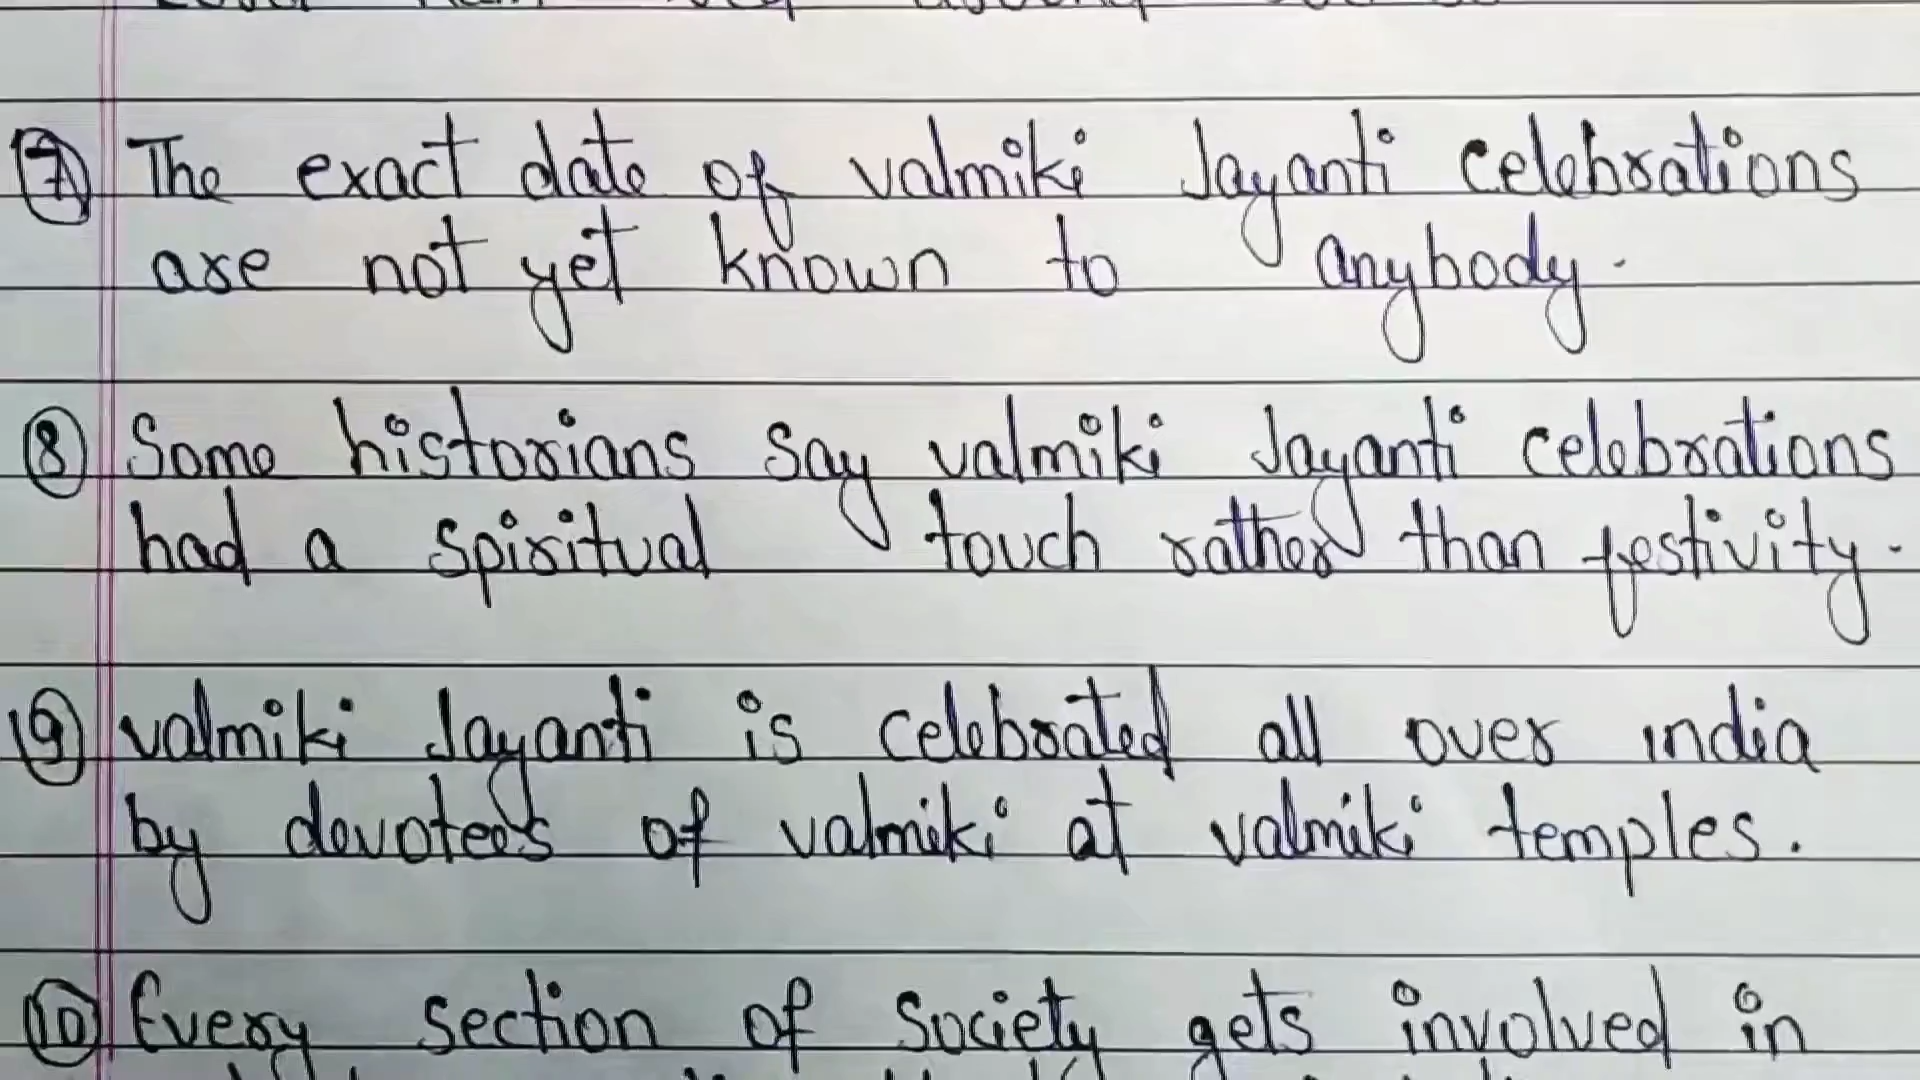 7 The exact date of valmiki Jayanti celebrations
are not yet known to anybody.
8 Some historians say valmiki Jayanti celebrations
had a spiritual touch rather than festivity.
9 valmiki Jayanti is celebrated all over india
by devotees of valmiki at valmiki temples.
10 Every section of society gets involved in